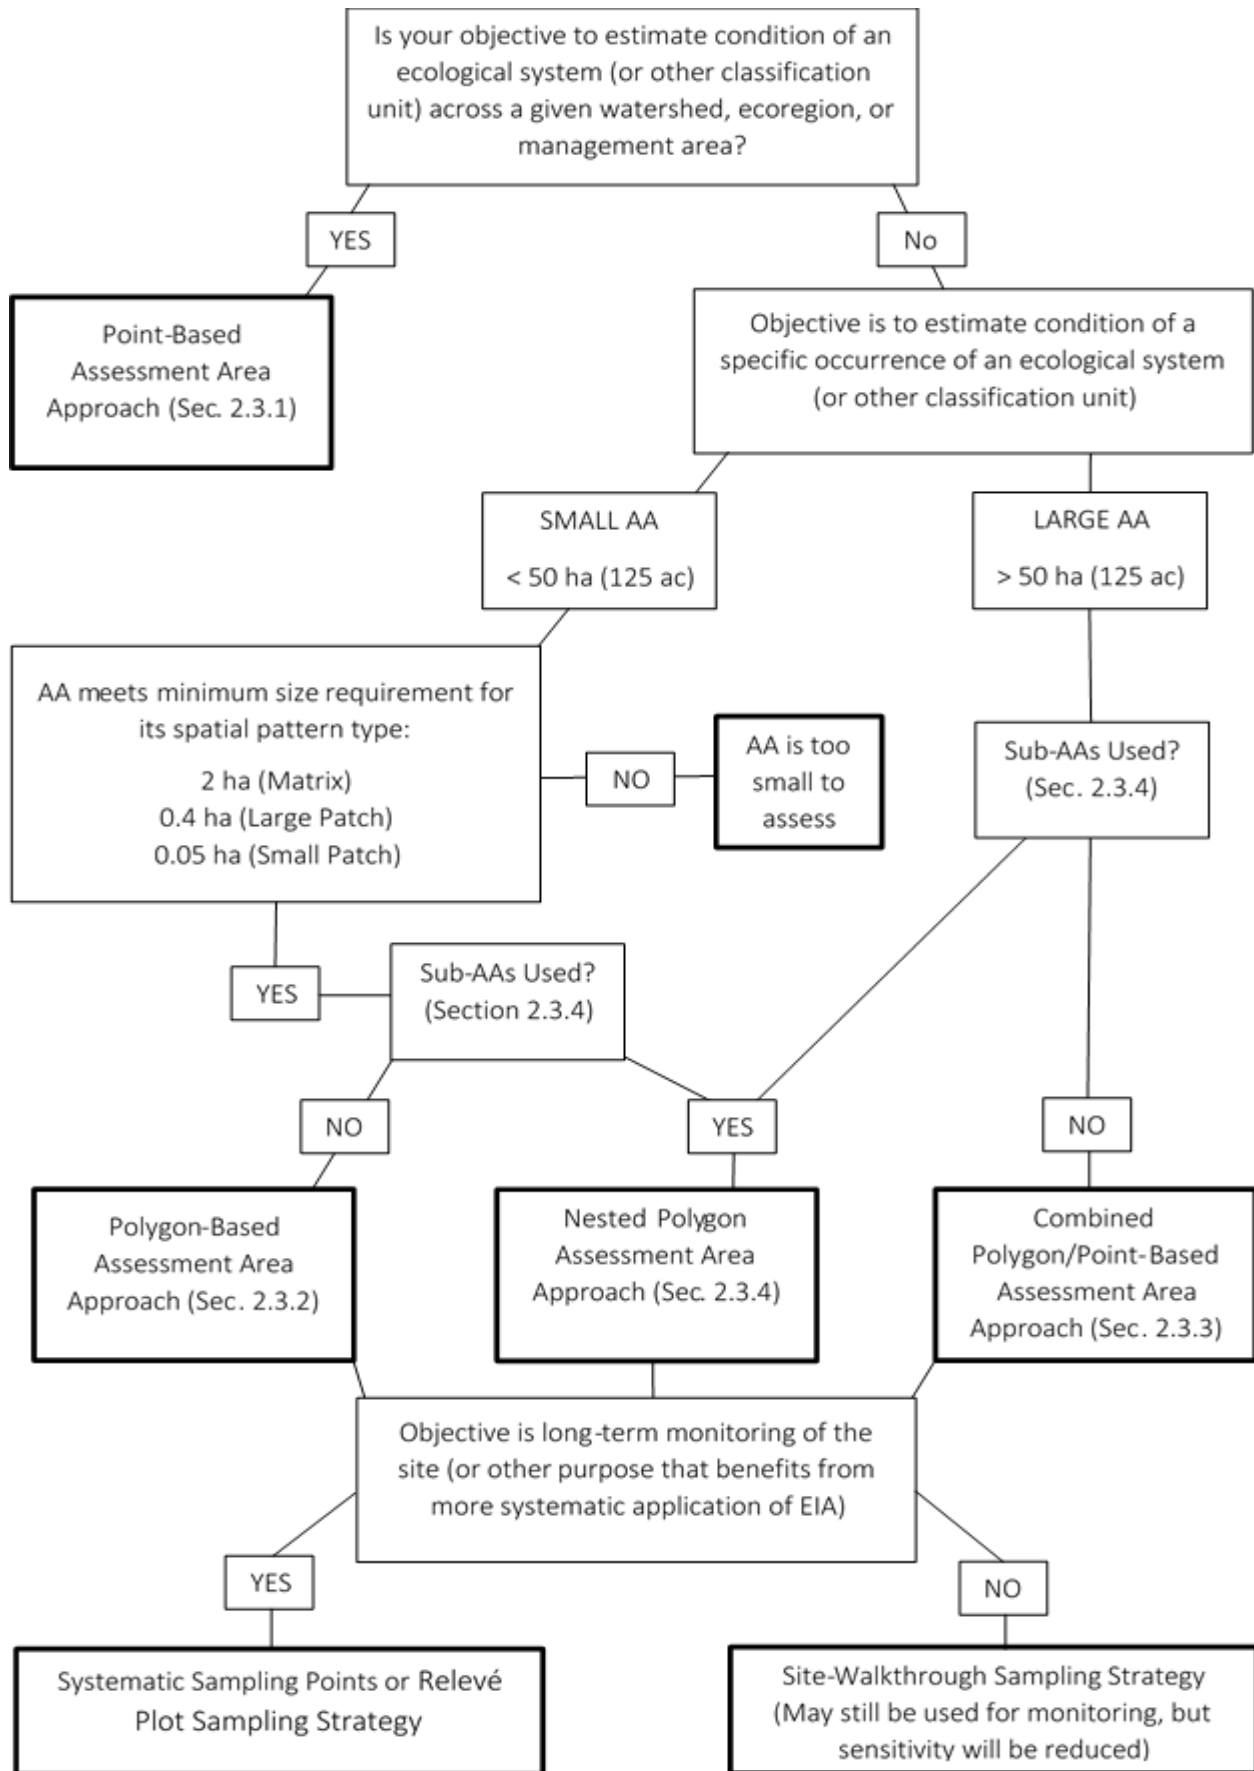 Is your objective to estimate condition of an
ecological system (or other classification
unit) across a given watershed, ecoregion, or
management area?
YES
No
Point-Based
Assessment Area
Approach (Sec. 2.3.1)
Objective is to estimate condition of a
specific occurrence of an ecological system
(or other classification unit)
SMALL AA
< 50 ha (125 ac)
LARGE AA
> 50 ha (125 ac)
AA meets minimum size requirement for
its spatial pattern type:
2 ha (Matrix)
0.4 ha (Large Patch)
0.05 ha (Small Patch)
NO
AA is too
small to
assess
Sub-AAs Used?
(Sec. 2.3.4)
YES
Sub-AAs Used?
(Section 2.3.4)
NO
YES
NO
Polygon-Based
Assessment Area
Approach (Sec. 2.3.2)
Nested Polygon
Assessment Area
Approach (Sec. 2.3.4)
Combined
Polygon/Point-Based
Assessment Area
Approach (Sec. 2.3.3)
Objective is long-term monitoring of the
site (or other purpose that benefits from
more systematic application of EIA)
YES
NO
Systematic Sampling Points or Relevé
Plot Sampling Strategy
Site-Walkthrough Sampling Strategy
(May still be used for monitoring, but
sensitivity will be reduced)